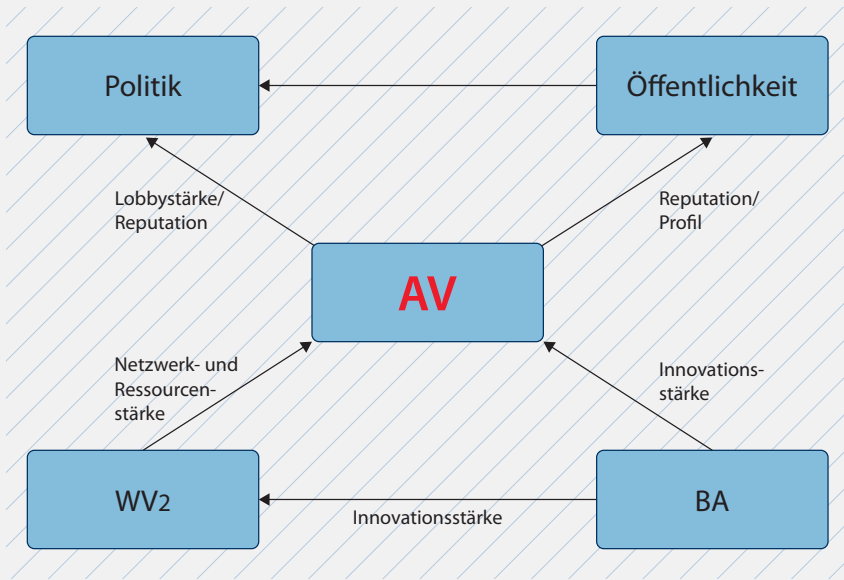 Politik
Öffentlichkeit
Lobbystärke/
Reputation
Reputation/
Profil
AV
Netzwerk- und
Ressourcen-
stärke
Innovations-
stärke
WV2
BA
Innovationsstärke